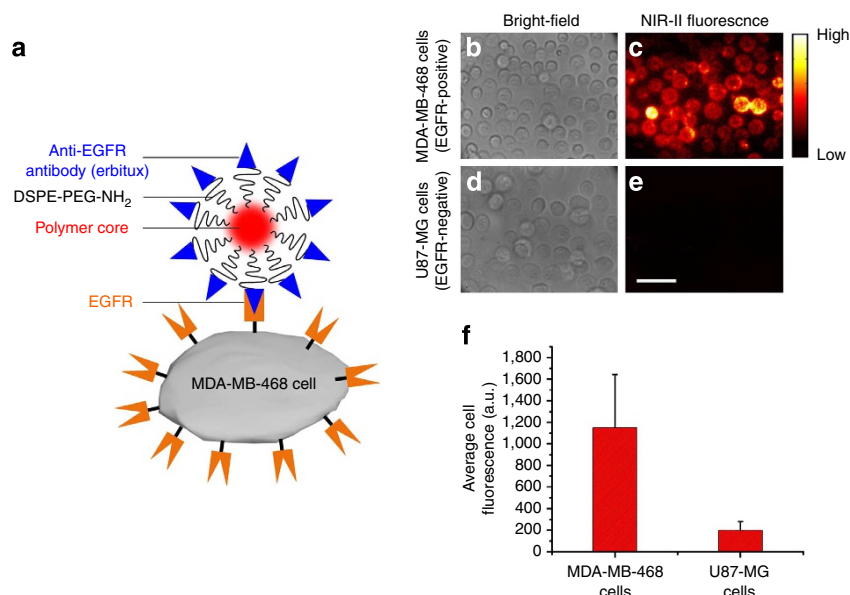 a
Anti-EGFR
antibody (erbitux)
DSPE-PEG-NH2
Polymer core
EGFR
MDA-MB-468 cell
Bright-field
NIR-II fluorescnce
MDA-MB-468 cells
(EGFR-positive)
b
c
High
Low
U87-MG cells
(EGFR-negative)
d
e
f
Average cell
fluorescence (a.u.)
1,800
1,600
1,400
1,200
1,000
800
600
400
200
0
MDA-MB-468
cells
U87-MG
cells